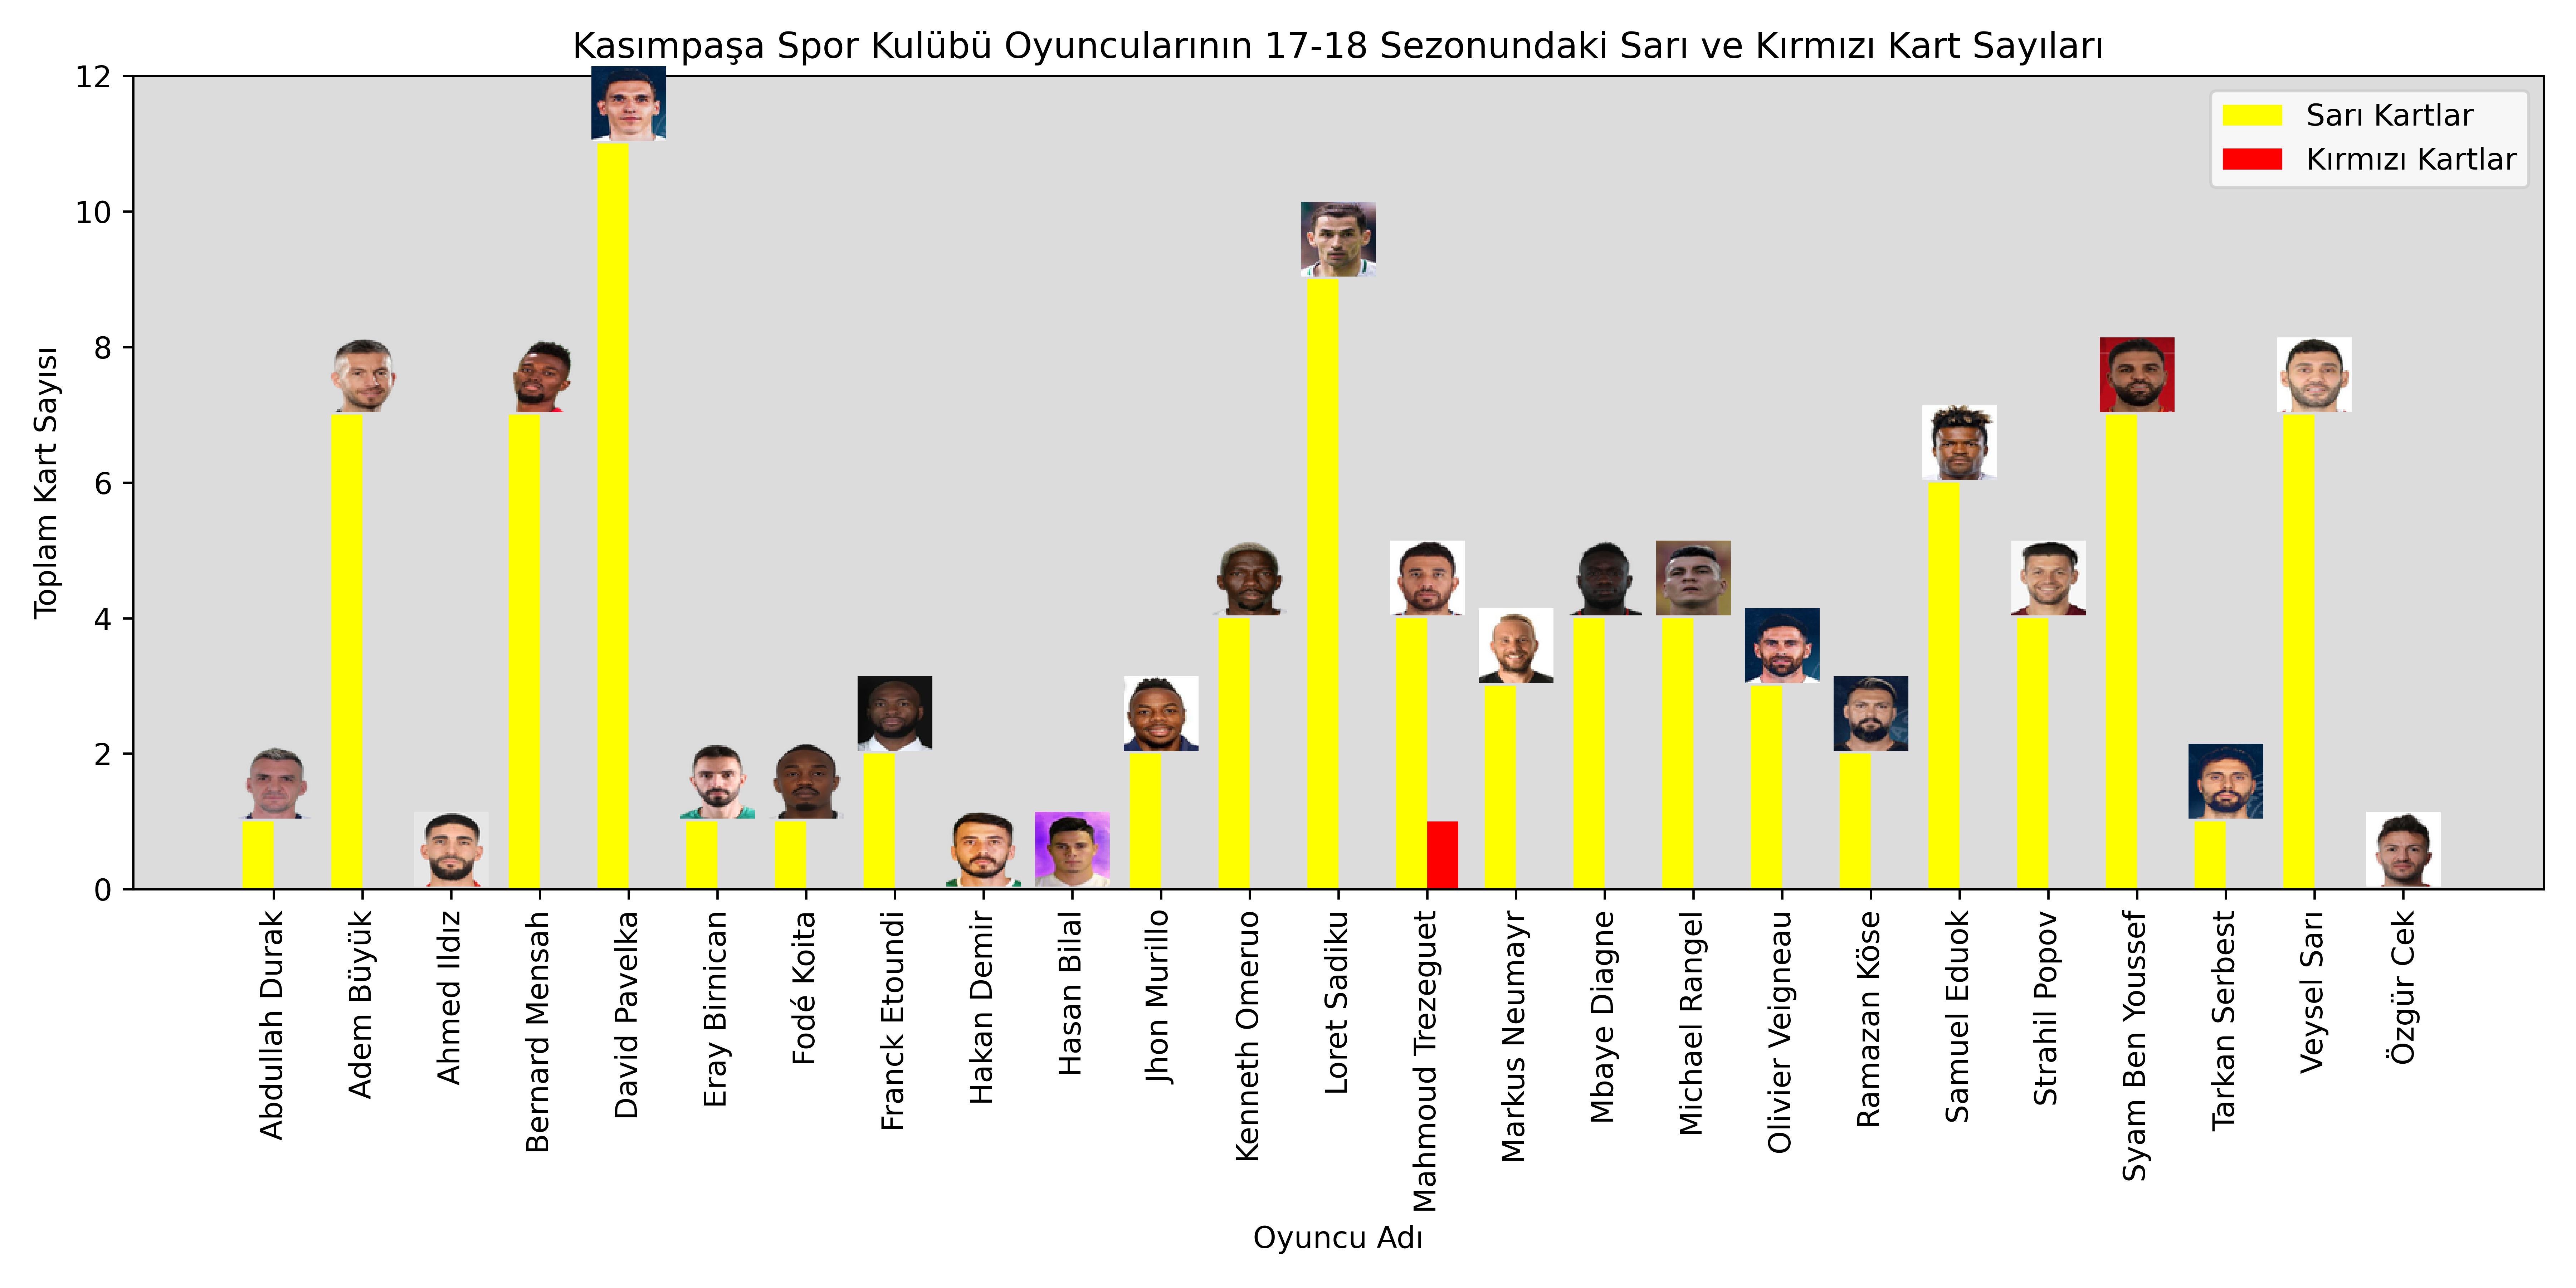 Kasımpaşa Spor Kulübü Oyuncularının 17-18 Sezonundaki Sarı ve Kırmızı Kart Sayıları
Sarı Kartlar
Kırmızı Kartlar
Toplam Kart Sayısı
12
10
8
6
4
2
0
Abdullah Durak
Adem Büyük
Ahmed Ildız
Bernard Mensah
David Pavelka
Eray Birnican
Fodé Koita
Franck Etoundi
Hakan Demir
Hasan Bilal
Jhon Murillo
Kenneth Omeruo
Loret Sadiku
Mahmoud Trezeguet
Markus Neumayr
Mbaye Diagne
Michael Rangel
Olivier Veigneau
Ramazan Köse
Samuel Eduok
Strahil Popov
Syam Ben Youssef
Tarkan Serbest
Veysel Sarı
Özgür Cek
Oyuncu Adı